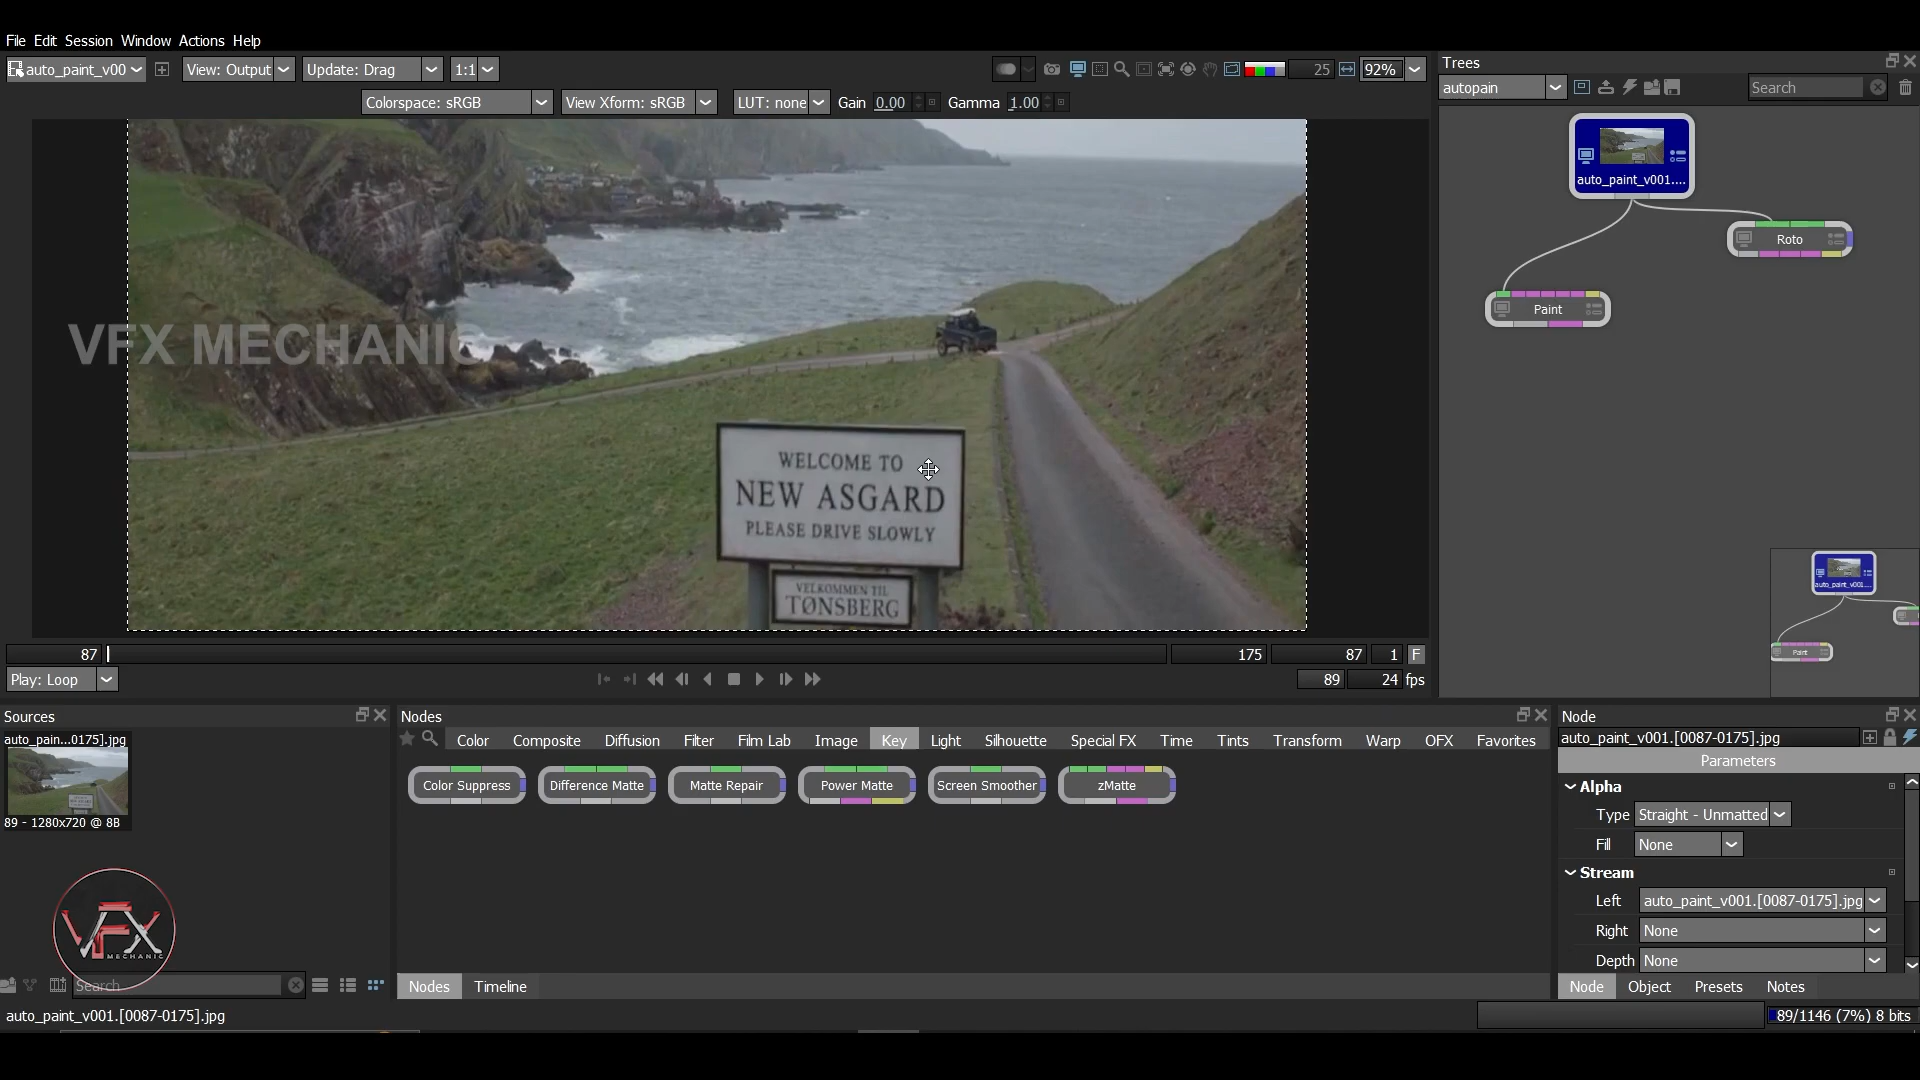 File Edit Session Window Actions Help
auto_paint_v00 View: Output Update: Drag 1:1 25 92%
Colorspace: sRGB View Xform: sRGB LUT: none Gain 0.00 Gamma 1.00
Trees
autopain Search
auto_paint_v001....
Roto
Paint
VFX MECHANIC
WELCOME TO
NEW ASGARD
PLEASE DRIVE SLOWLY
VELKOMMEN TIL
TØNSBERG
auto_paint_v001....
Paint
87 175 87 1 F
Play: Loop 89 24 fps
Sources
auto_pain...0175].jpg
89 - 1280x720 @ 8B
VFX
MECHANIC
Search
Nodes
Color Composite Diffusion Filter Film Lab Image Key Light Silhouette Special FX Time Tints Transform Warp OFX Favorites
Color Suppress Difference Matte Matte Repair Power Matte Screen Smoother zMatte
Nodes Timeline
Node
auto_paint_v001.[0087-0175].jpg
Parameters
Alpha
Type Straight - Unmatted
Fill None
Stream
Left auto_paint_v001.[0087-0175].jpg
Right None
Depth None
Node Object Presets Notes
auto_paint_v001.[0087-0175].jpg
89/1146 (7%) 8 bits